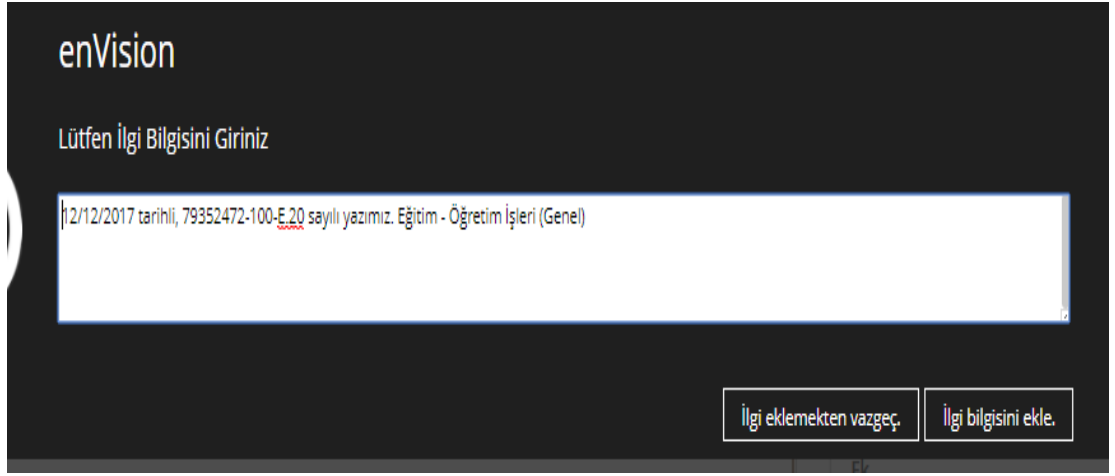 enVision
Lütfen İlgi Bilgisini Giriniz
12/12/2017 tarihli, 79352472-100-E.20 sayılı yazımız. Eğitim - Öğretim İşleri (Genel)
İlgi eklemekten vazgeç. İlgi bilgisini ekle.
Ek